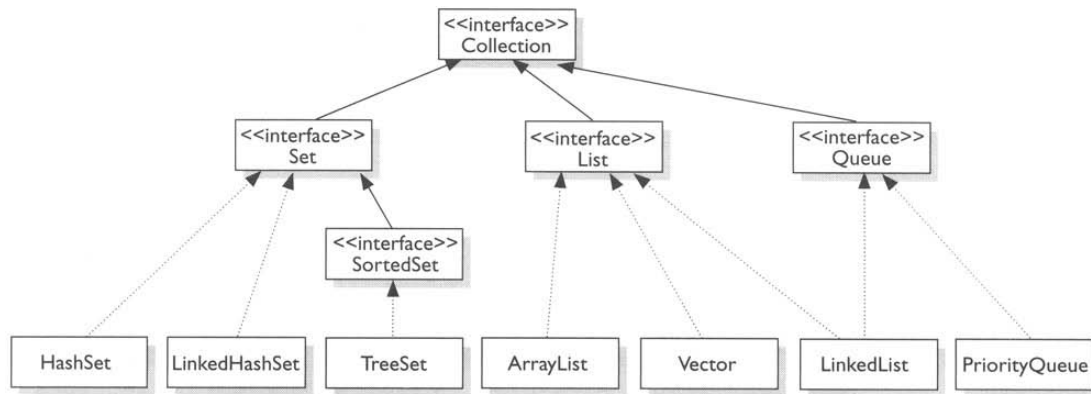 <<interface>>
Collection
<<interface>>
Set
<<interface>>
List
<<interface>>
Queue
<<interface>>
SortedSet
HashSet
LinkedHashSet
TreeSet
ArrayList
Vector
LinkedList
PriorityQueue